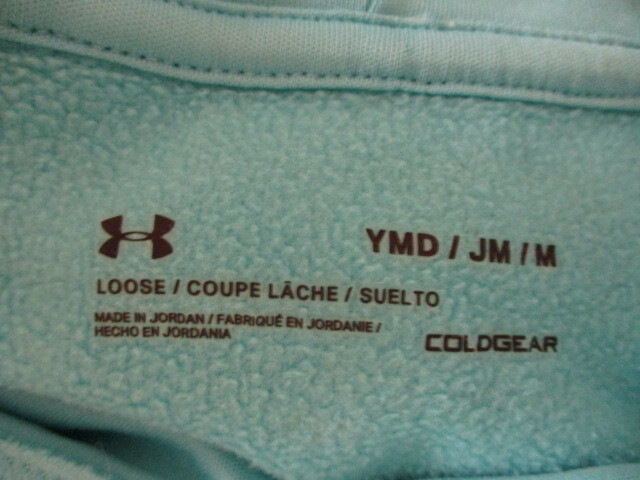 YMD / JM / M
LOOSE / COUPE LÂCHE / SUELTO
MADE IN JORDAN / FABRIQUÉ EN JORDANIE /
HECHO EN JORDANIA
COLDGEAR